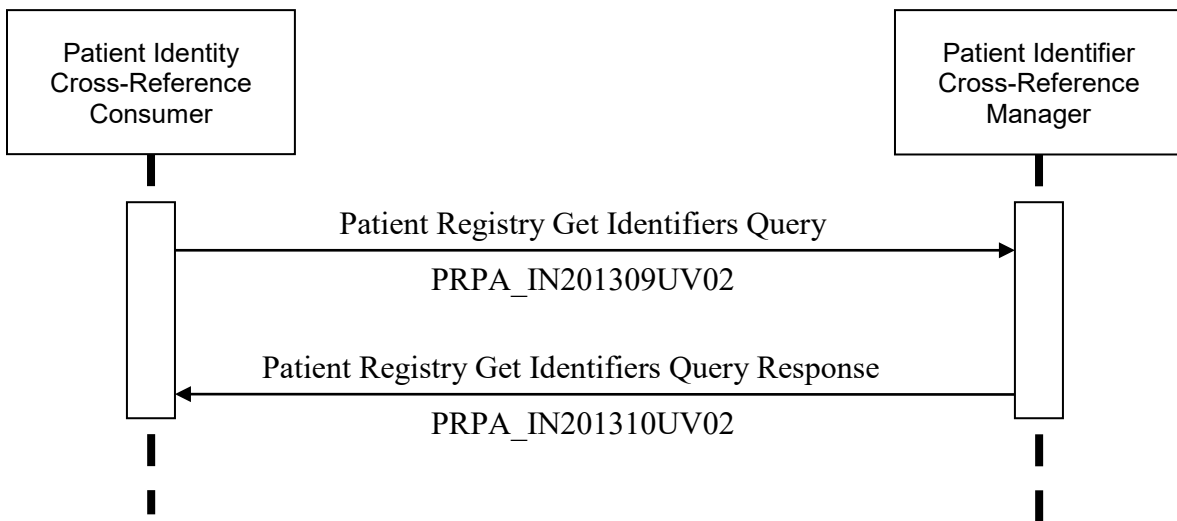 Patient Identity
Cross-Reference
Consumer
Patient Identifier
Cross-Reference
Manager
Patient Registry Get Identifiers Query
PRPA_IN201309UV02
Patient Registry Get Identifiers Query Response
PRPA_IN201310UV02